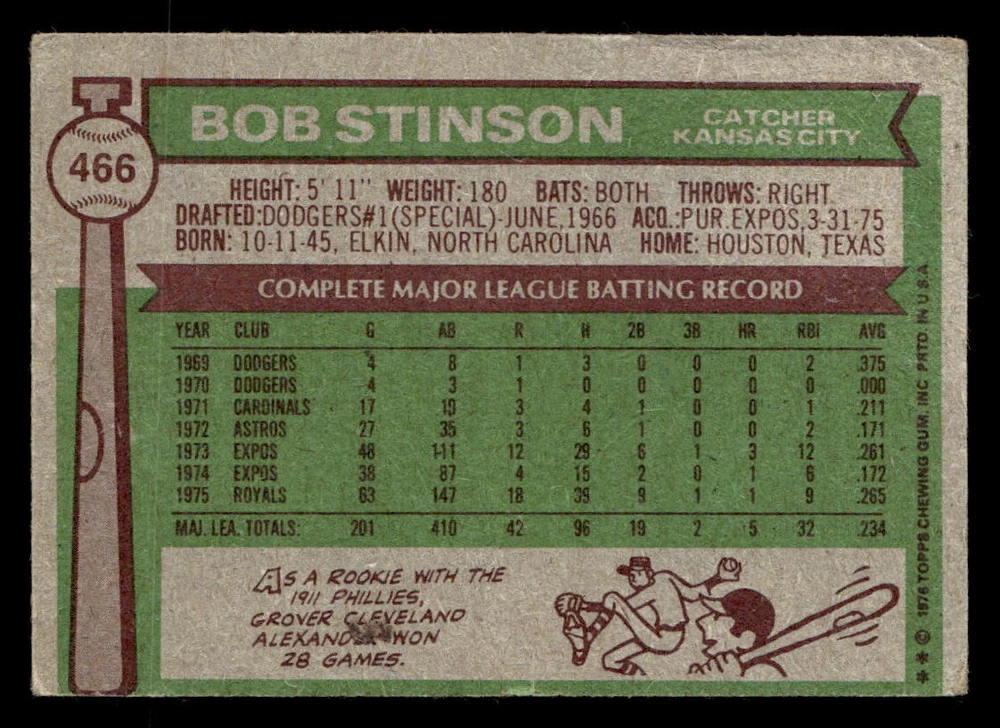 BOB STINSON
CATCHER
KANSAS CITY
466
HEIGHT: 5' 11" WEIGHT: 180 BATS: BOTH THROWS: RIGHT
DRAFTED:DODGERS#1(SPECIAL)-JUNE,1966 ACQ.:PUR.EXPOS,3-31-75
BORN: 10-11-45, ELKIN, NORTH CAROLINA HOME: HOUSTON, TEXAS
COMPLETE MAJOR LEAGUE BATTING RECORD
YEAR CLUB G AB R H 2B 3B HR RBI AVG
1969 DODGERS 4 8 1 3 0 0 0 2 .375
1970 DODGERS 4 3 1 0 0 0 0 0 .000
1971 CARDINALS 17 19 3 4 1 0 0 1 .211
1972 ASTROS 27 35 3 6 1 0 0 2 .171
1973 EXPOS 48 111 12 29 6 1 3 12 .261
1974 EXPOS 38 87 4 15 2 0 1 6 .172
1975 ROYALS 63 147 18 39 9 1 1 9 .265
MAJ. LEA. TOTALS: 201 410 42 96 19 2 5 32 .234
AS A ROOKIE WITH THE
1911 PHILLIES,
GROVER CLEVELAND
ALEXANDER WON
28 GAMES.
* * © 1976 TOPPS CHEWING GUM, INC. PRTD. IN U.S.A.